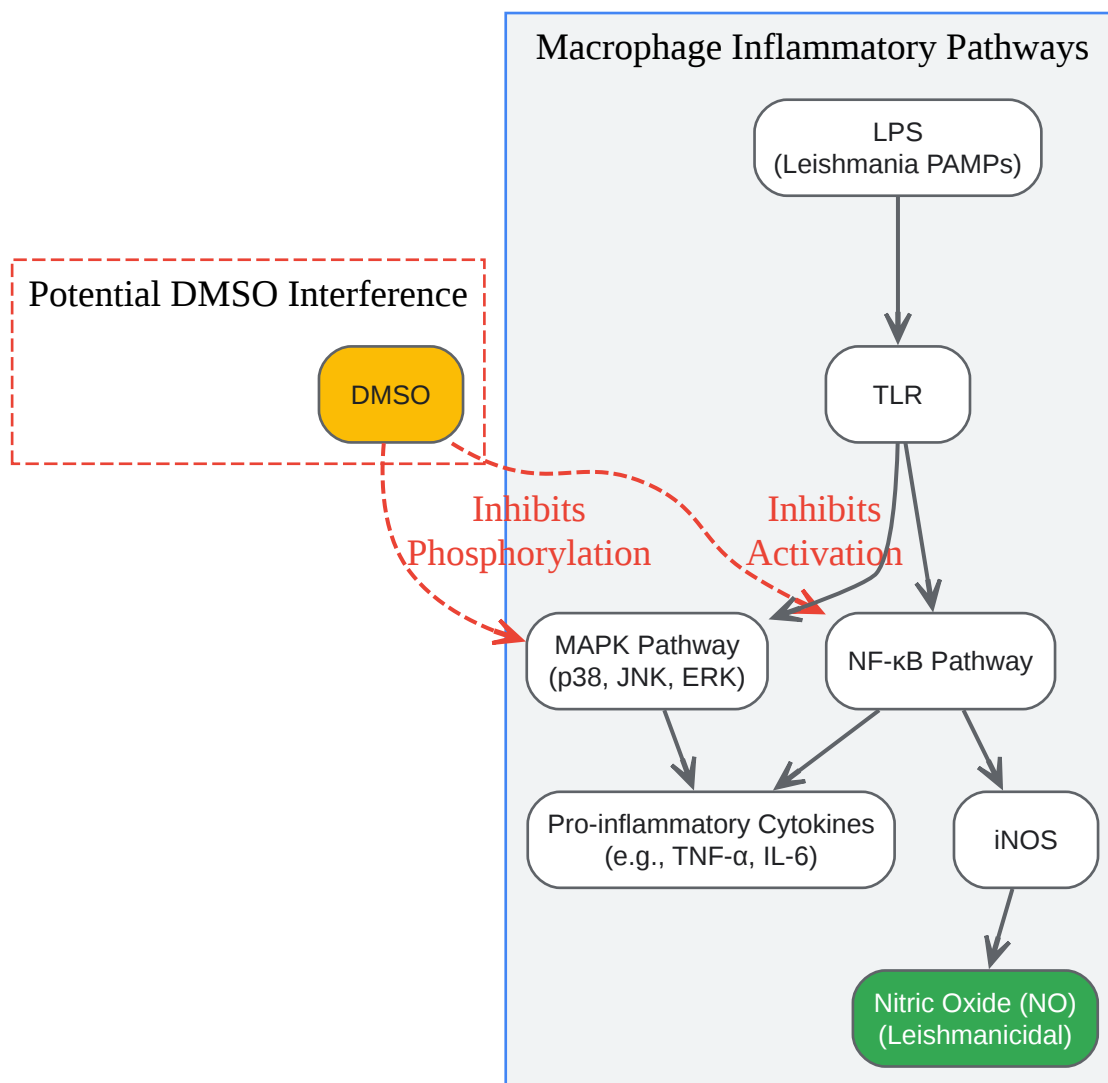 Macrophage Inflammatory Pathways
LPS
(Leishmania PAMPs)
Potential DMSO Interference
DMSO
TLR
Inhibits
Phosphorylation
Inhibits
Activation
MAPK Pathway
(p38, JNK, ERK)
NF-κB Pathway
Pro-inflammatory Cytokines
(e.g., TNF-α, IL-6)
iNOS
Nitric Oxide (NO)
(Leishmanicidal)